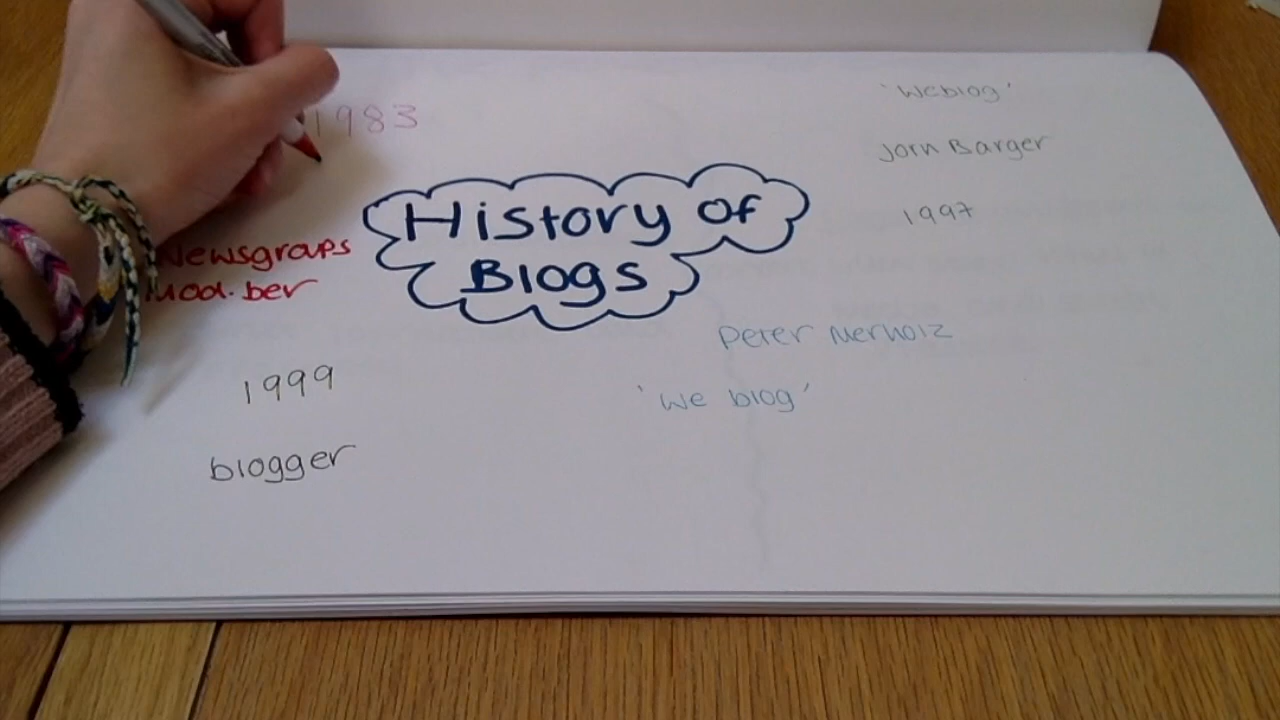 1983
Newsgroups
Mod.ber
History of
Blogs
'Weblog'
Jorn Barger
1997
Peter Merholz
'we blog'
1999
blogger